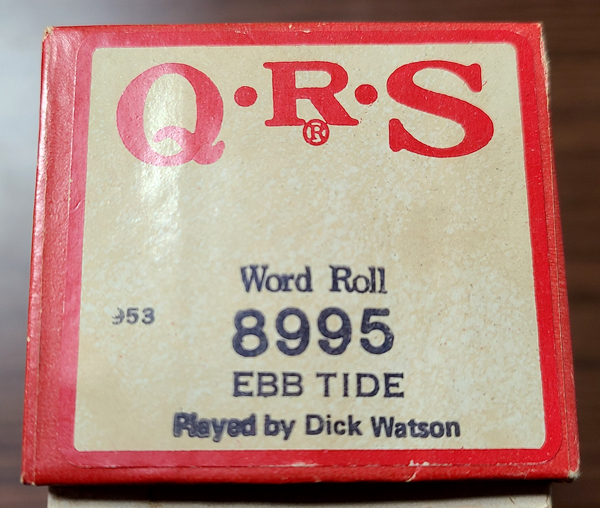 Q·R·S
®
Word Roll
953
8995
EBB TIDE
Played by Dick Watson